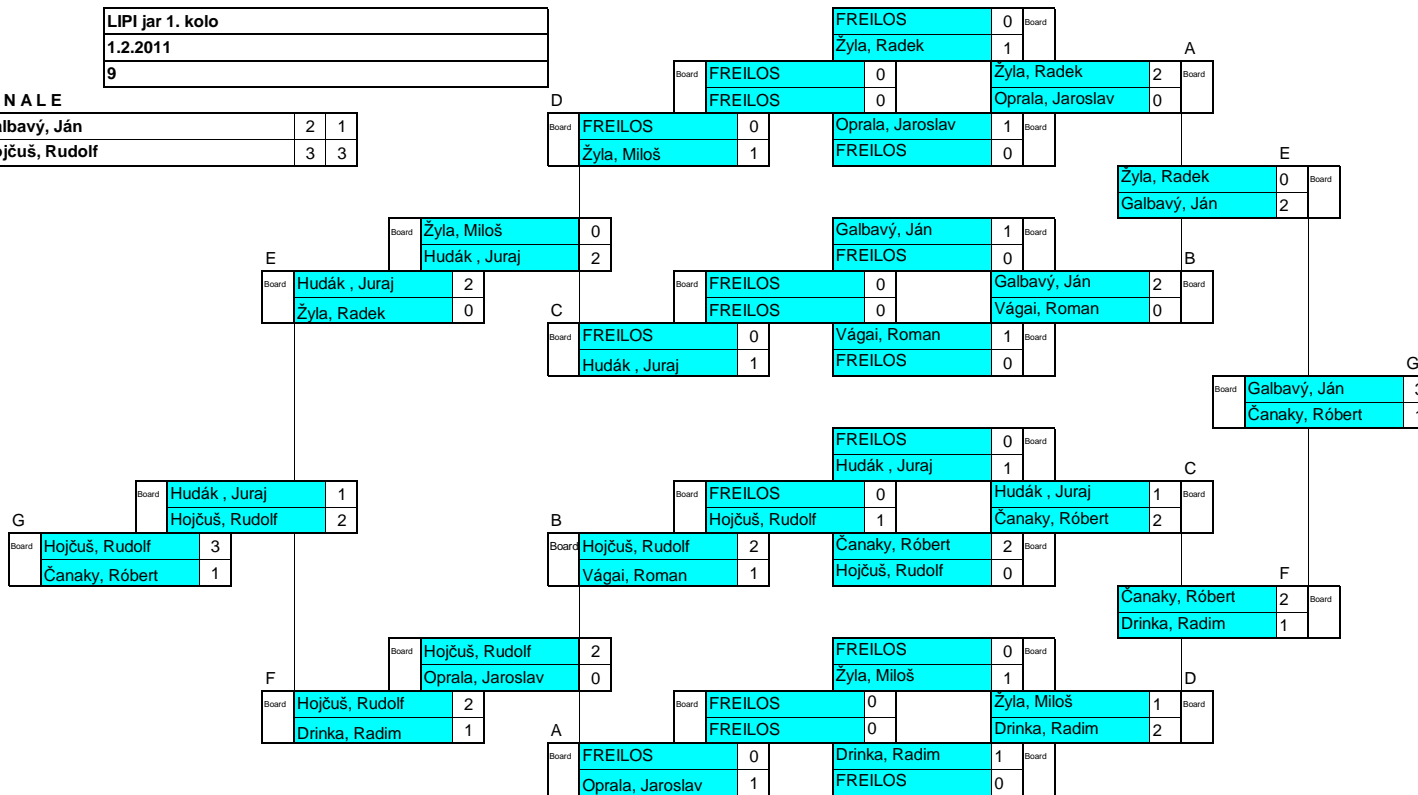 LIPI jar 1. kolo
1.2.2011
9
N A L E
albavý, Ján 2 1
ojčuš, Rudolf 3 3
FREILOS 0 Board
Žyla, Radek 1
A
Board FREILOS 0
FREILOS 0
Žyla, Radek 2 Board
Oprala, Jaroslav 0
D
Board FREILOS 0
Žyla, Miloš 1
Oprala, Jaroslav 1 Board
FREILOS 0
E
Žyla, Radek 0 Board
Galbavý, Ján 2
Board Žyla, Miloš 0
Hudák , Juraj 2
Galbavý, Ján 1 Board
FREILOS 0
E
Board Hudák , Juraj 2
Žyla, Radek 0
Board FREILOS 0
FREILOS 0
B
Galbavý, Ján 2 Board
Vágai, Roman 0
C
Board FREILOS 0
Hudák , Juraj 1
Vágai, Roman 1 Board
FREILOS 0
G
Board Galbavý, Ján
Čanaky, Róbert
FREILOS 0 Board
Hudák , Juraj 1
C
Board Hudák , Juraj 1
Hojčuš, Rudolf 2
Board FREILOS 0
Hojčuš, Rudolf 1
Hudák , Juraj 1 Board
Čanaky, Róbert 2
G
Board Hojčuš, Rudolf 3
Čanaky, Róbert 1
B
Board Hojčuš, Rudolf 2
Vágai, Roman 1
Čanaky, Róbert 2 Board
Hojčuš, Rudolf 0
F
Čanaky, Róbert 2 Board
Drinka, Radim 1
Board Hojčuš, Rudolf 2
Oprala, Jaroslav 0
FREILOS 0 Board
Žyla, Miloš 1
F
Board Hojčuš, Rudolf 2
Drinka, Radim 1
Board FREILOS 0
FREILOS 0
D
Žyla, Miloš 1 Board
Drinka, Radim 2
A
Board FREILOS 0
Oprala, Jaroslav 1
Drinka, Radim 1 Board
FREILOS 0